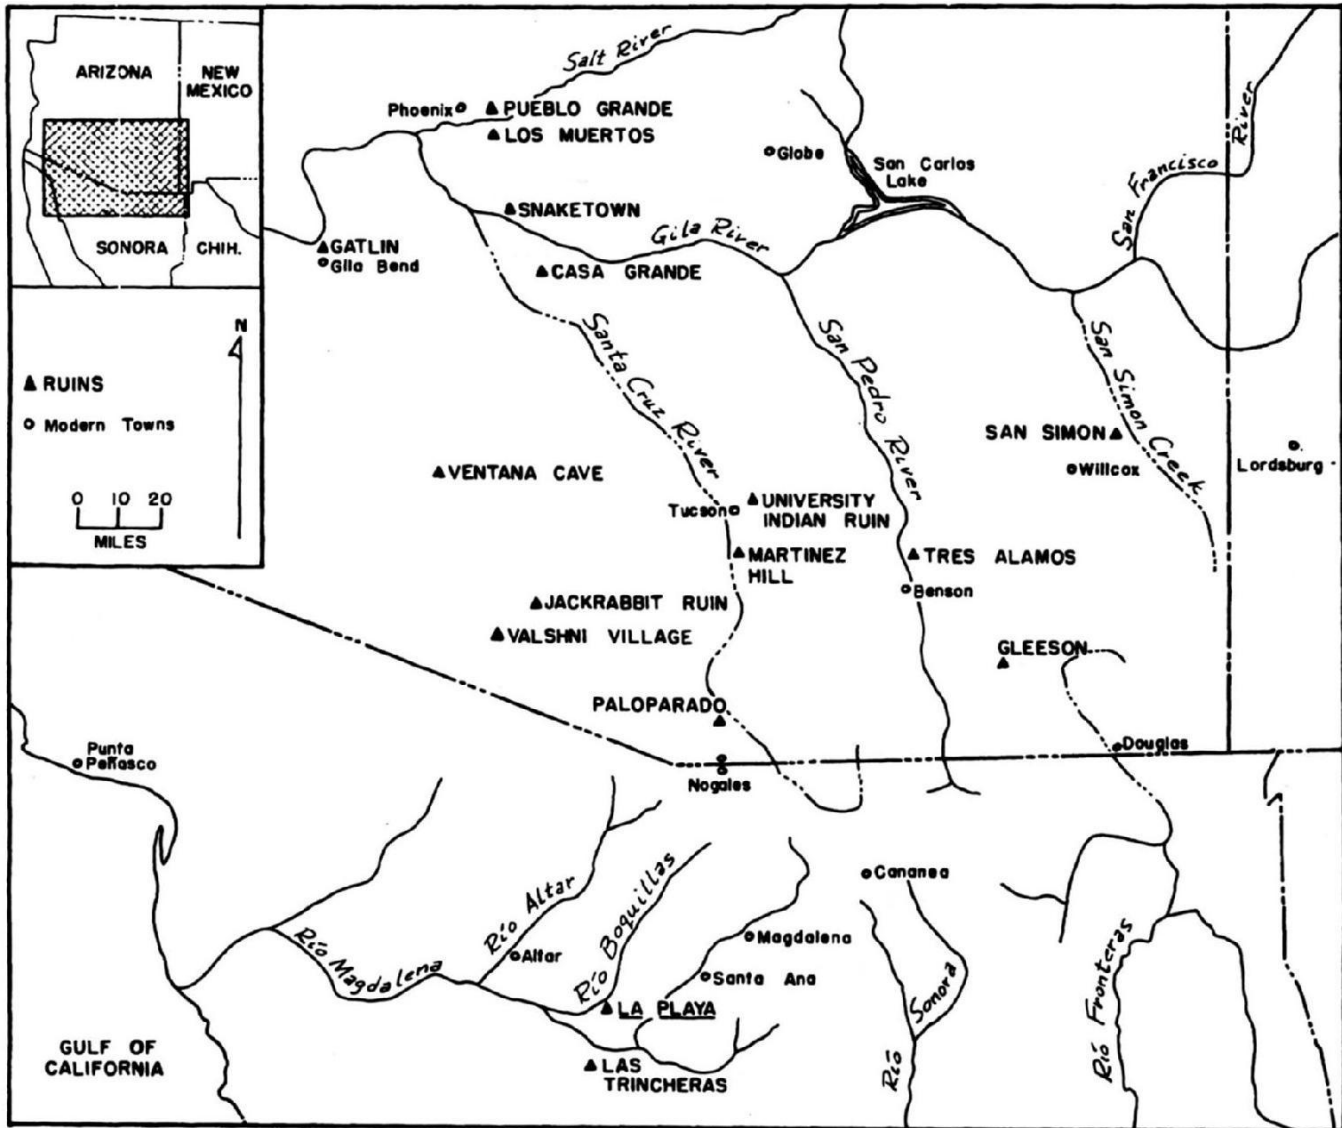 ARIZONA
NEW
MEXICO
SONORA
CHIH.
N
RUINS
Modern Towns
0 10 20
MILES
Salt River
Phoenix
PUEBLO GRANDE
LOS MUERTOS
Globe
San Carlos
Lake
San Francisco
River
SNAKETOWN
Gila River
GATLIN
Gila Bend
CASA GRANDE
Santa Cruz River
San Pedro River
San Simon Creek
SAN SIMON
Willcox
Lordsburg
VENTANA CAVE
Tucson
UNIVERSITY
INDIAN RUIN
MARTINEZ
HILL
TRES ALAMOS
Benson
JACKRABBIT RUIN
VALSHNI VILLAGE
GLEESON
PALOPARADO
Punta
Peñasco
Nogales
Douglas
Cananea
Río Altar
Río Boquillas
Altar
Magdalena
Río Magdalena
Santa Ana
LA PLAYA
Río Sonora
Río Fronteras
GULF OF
CALIFORNIA
LAS
TRINCHERAS